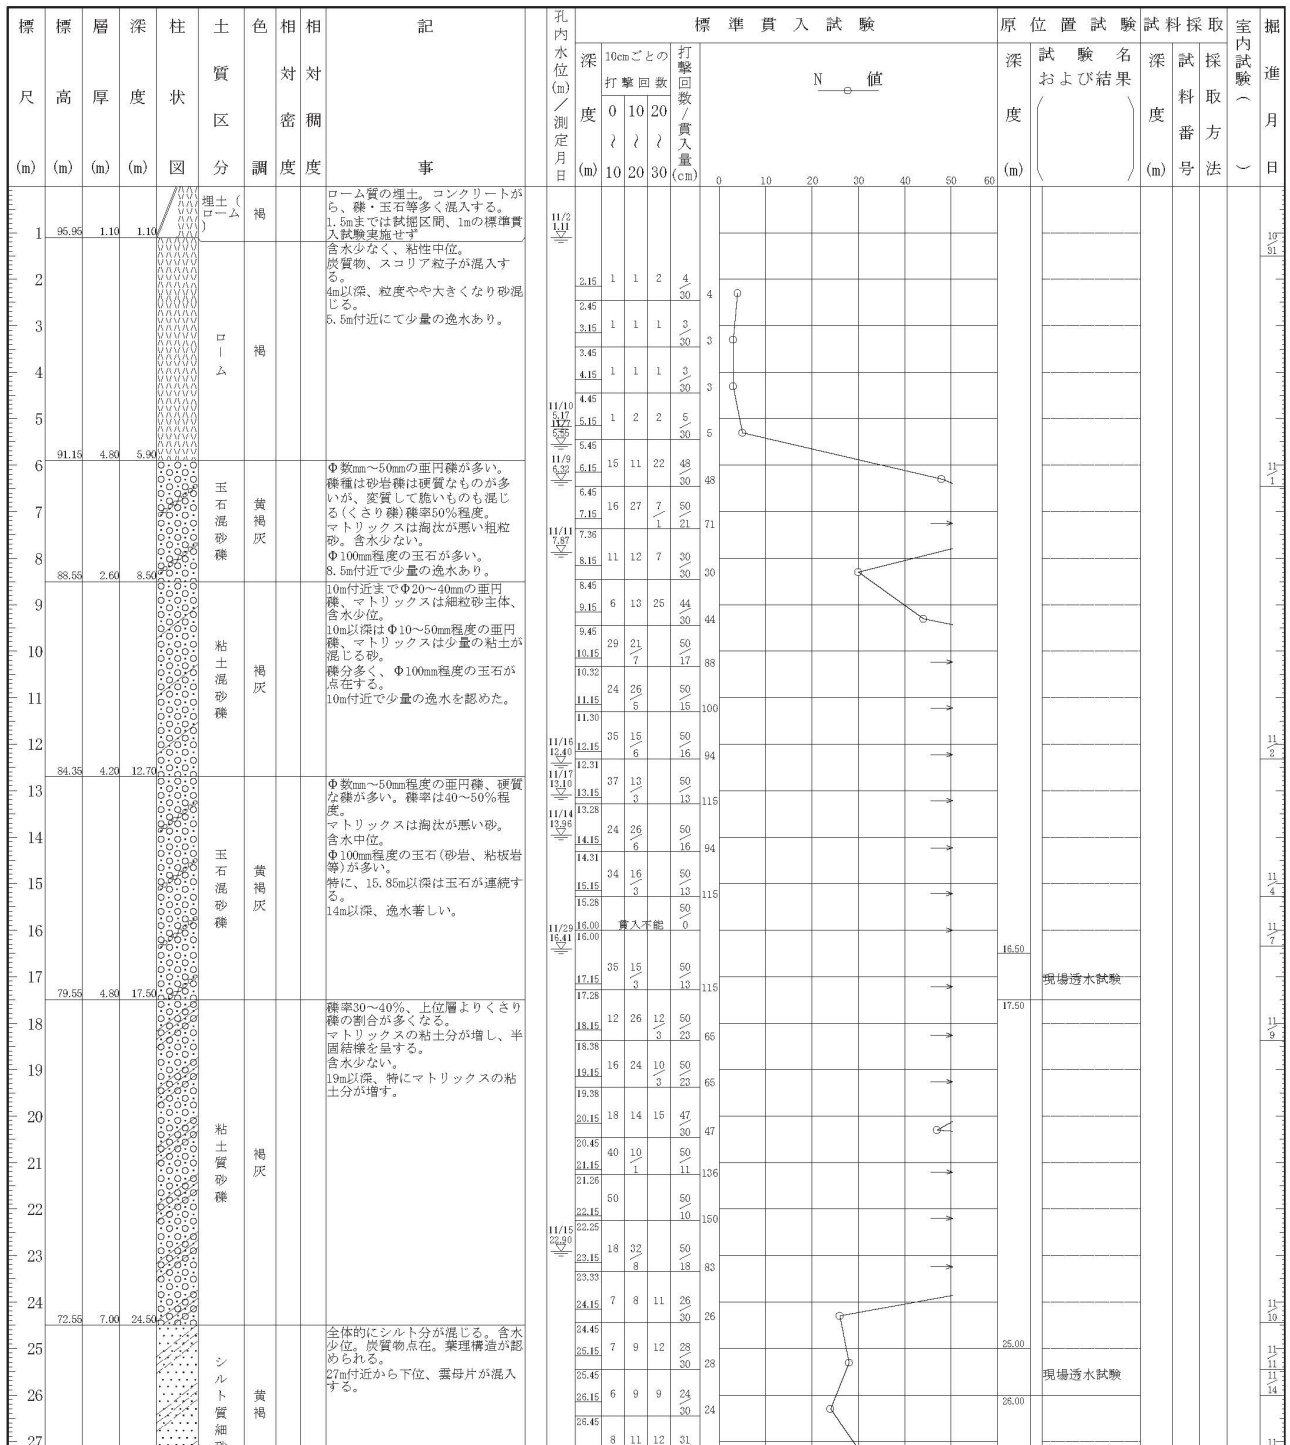 標尺(m) 標高(m) 層厚(m) 深度(m) 柱状図 土質区分 色調 相対密度 相対稠度 記事 孔内水位(m)/測定月日 標準貫入試験 原位置試験 試料採取 室内試験( ) 掘進月日
深度(m) 10cmごとの打撃回数 打撃回数/貫入量(cm) N 値 深度(m) 試験名および結果 深度(m) 試料番号 採取方法
0～10 10～20 20～30
0 10 20 30 40 50 60
埋土(ローム) 褐
ローム質の埋土。コンクリートが
ら、礫・玉石等多く混入する。
1.5mまでは試掘区間、1mの標準貫
入試験実施せず
11/2
1.11
1 95.95 1.10 1.10
10/31
ローム 褐
含水少なく、粘性中位。
炭質物、スコリア粒子が混入す
る。
4m以深、粒度やや大きくなり砂混
じる。
5.5m付近にて少量の逸水あり。
2 2.15 1 1 2 4/30 4
2.45
3 3.15 1 1 1 3/30 3
3.45
4 4.15 1 1 1 3/30 3
4.45
11/10
5.17
11/7
5.55
5 5.15 1 2 2 5/30 5
5.45
91.15 4.80 5.90
玉石混砂礫 黄褐灰
Φ数mm～50mmの亜円礫が多い。
礫種は砂岩礫は硬質なものが多
いが、変質して脆いものも混じ
る(くさり礫)礫率50%程度。
マトリックスは淘汰が悪い粗粒
砂。含水少ない。
Φ100mm程度の玉石が多い。
8.5m付近で少量の逸水あり。
11/9
6.32
6 6.15 15 11 22 48/30 48
11/1
6.45
7 7.15 16 27 7/1 50/21 71
7.36
11/11
7.87
8 8.15 11 12 7 30/30 30
88.55 2.60 8.50
8.45
粘土混砂礫 褐灰
10m付近までΦ20～40mmの亜円
礫、マトリックスは細粒砂主体、
含水少位。
10m以深はΦ10～50mm程度の亜円
礫、マトリックスは少量の粘土が
混じる砂。
礫分多く、Φ100mm程度の玉石が
点在する。
10m付近で少量の逸水を認めた。
9 9.15 6 13 25 44/30 44
9.45
10 10.15 29 21/7 50/17 88
10.32
11 11.15 24 26/5 50/15 100
11.30
12 12.15 35 15/6 50/16 94
11/2
11/16
12.40
12.31
84.35 4.20 12.70
玉石混砂礫 黄褐灰
Φ数mm～50mm程度の亜円礫、硬質
な礫が多い。礫率は40～50%程
度。
マトリックスは淘汰が悪い砂。
含水中位。
Φ100mm程度の玉石(砂岩、粘板岩
等)が多い。
特に、15.85m以深は玉石が連続す
る。
14m以深、逸水著しい。
11/17
13.10
13 13.15 37 13/3 50/13 115
13.28
11/14
13.96
14 14.15 24 26/6 50/16 94
14.31
15 15.15 34 16/3 50/13 115
11/4
15.28
16 16.00 貫入不能 50/0
16.00
11/29
16.41
11/7
16.50
17 17.15 35 15/3 50/13 115
現場透水試験
17.28
17.50
79.55 4.80 17.50
粘土質砂礫 褐灰
礫率30～40%、上位層よりくさり
礫の割合が多くなる。
マトリックスの粘土分が増し、半
固結様を呈する。
含水少ない。
19m以深、特にマトリックスの粘
土分が増す。
18 18.15 12 26 12/3 50/23 65
11/9
18.38
19 19.15 16 24 10/3 50/23 65
19.38
20 20.15 18 14 15 47/30 47
20.45
21 21.15 40 10/1 50/11 136
21.26
22 22.15 50 50/10 150
22.25
11/15
22.90
23 23.15 18 32/8 50/18 83
23.33
24 24.15 7 8 11 26/30 26
11/10
72.55 7.00 24.50
24.45
シルト質細砂 黄褐
全体的にシルト分が混じる。含水
少位。炭質物点在。葉理構造が認
められる。
27m付近から下位、雲母片が混入
する。
25 25.15 7 9 12 28/30 28
25.00
11/11
25.45
現場透水試験
11/14
26 26.15 6 9 9 24/30 24
26.00
26.45
27 8 11 12 31
11